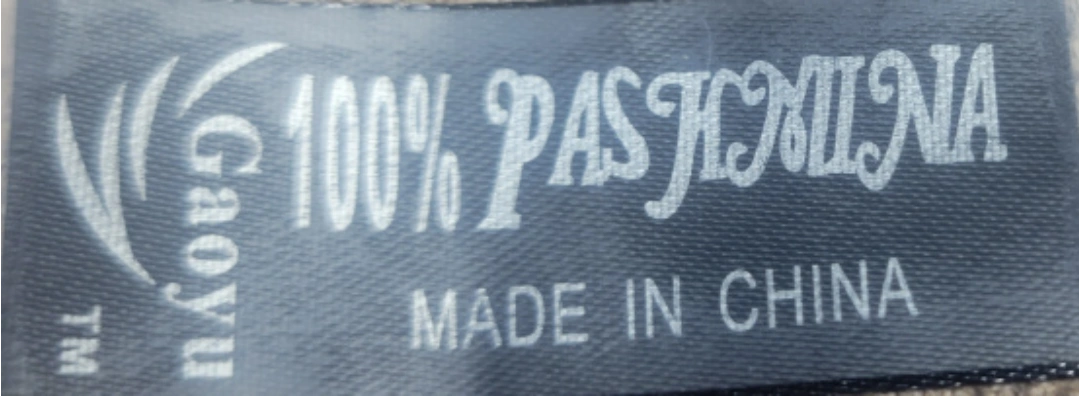 100% PASHMINA
MADE IN CHINA
Gaoyu
TM